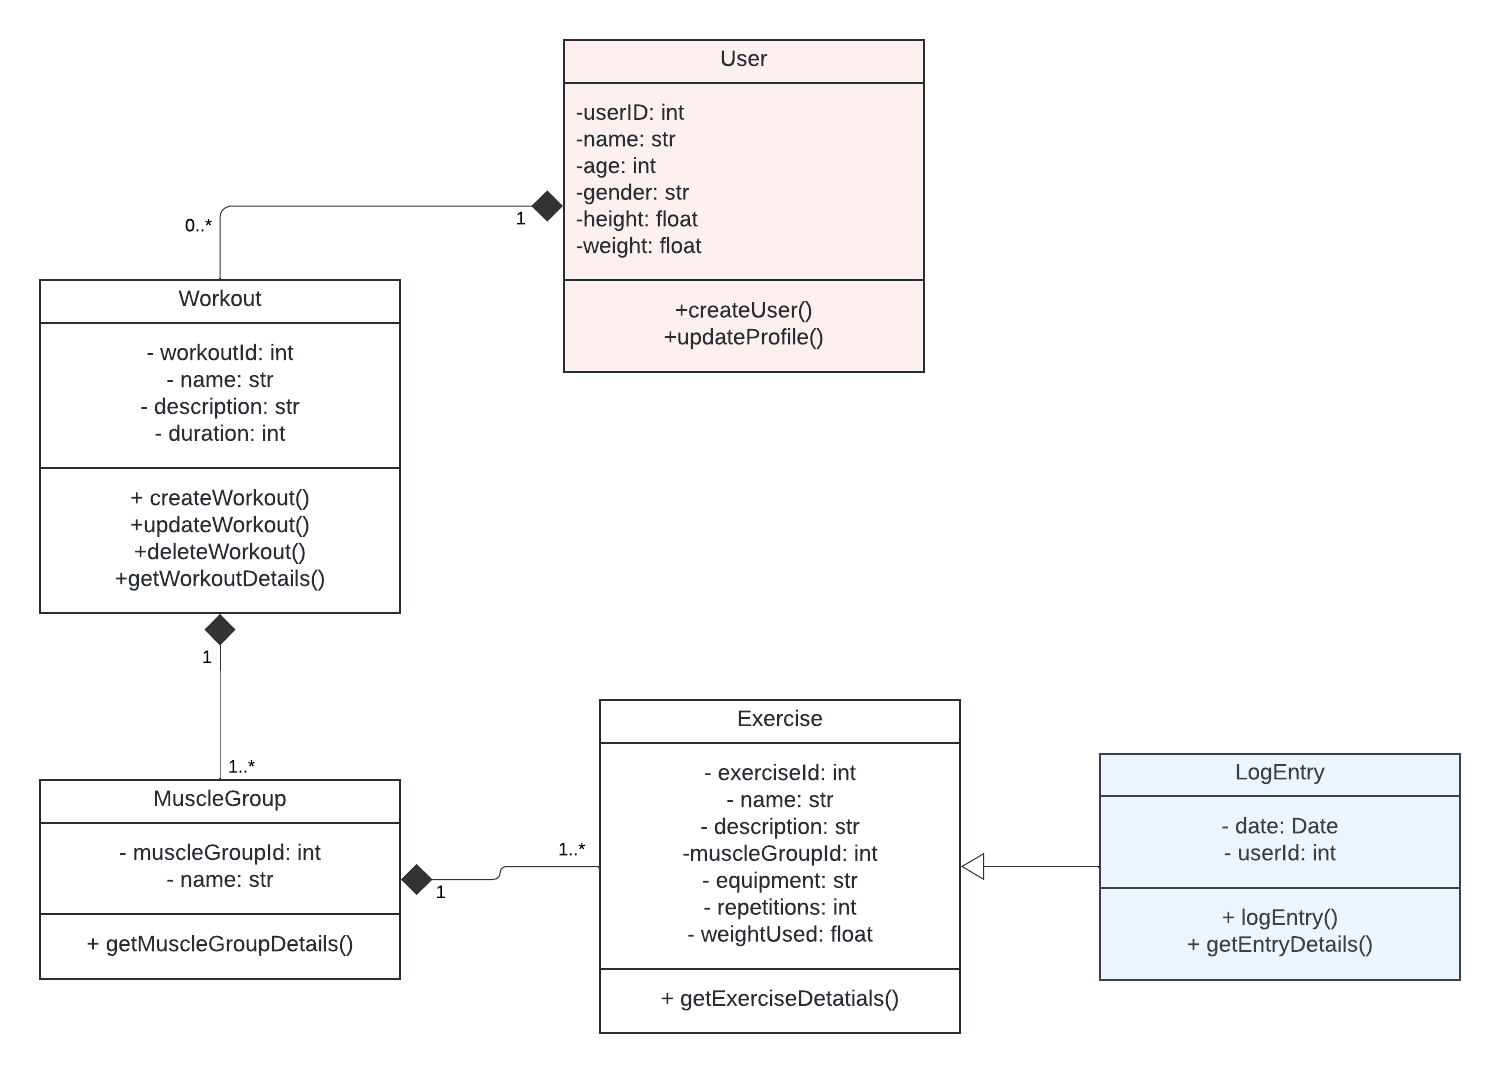 User
-userID: int
-name: str
-age: int
-gender: str
-height: float
-weight: float
+createUser()
+updateProfile()
1
0..*
Workout
- workoutId: int
- name: str
- description: str
- duration: int
+ createWorkout()
+updateWorkout()
+deleteWorkout()
+getWorkoutDetails()
1
1..*
MuscleGroup
- muscleGroupId: int
- name: str
+ getMuscleGroupDetails()
1
1..*
Exercise
- exerciseId: int
- name: str
- description: str
-muscleGroupId: int
- equipment: str
- repetitions: int
- weightUsed: float
+ getExerciseDetatials()
LogEntry
- date: Date
- userId: int
+ logEntry()
+ getEntryDetails()